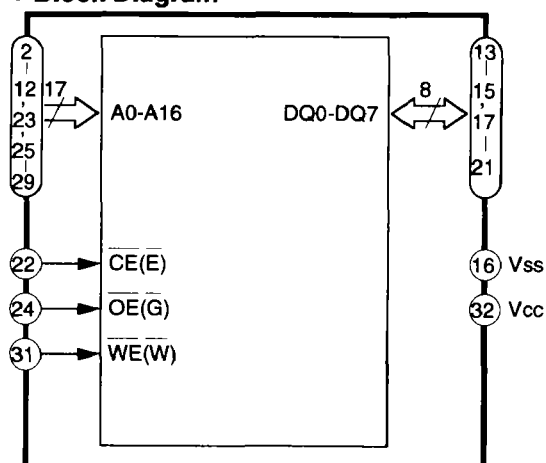 Block Diagram
2
|
12
,
23
,
25
|
29
17
A0-A16
DQ0-DQ7
8
13
|
15
,
17
|
21
22
CE(E)
24
OE(G)
31
WE(W)
16 Vss
32 Vcc